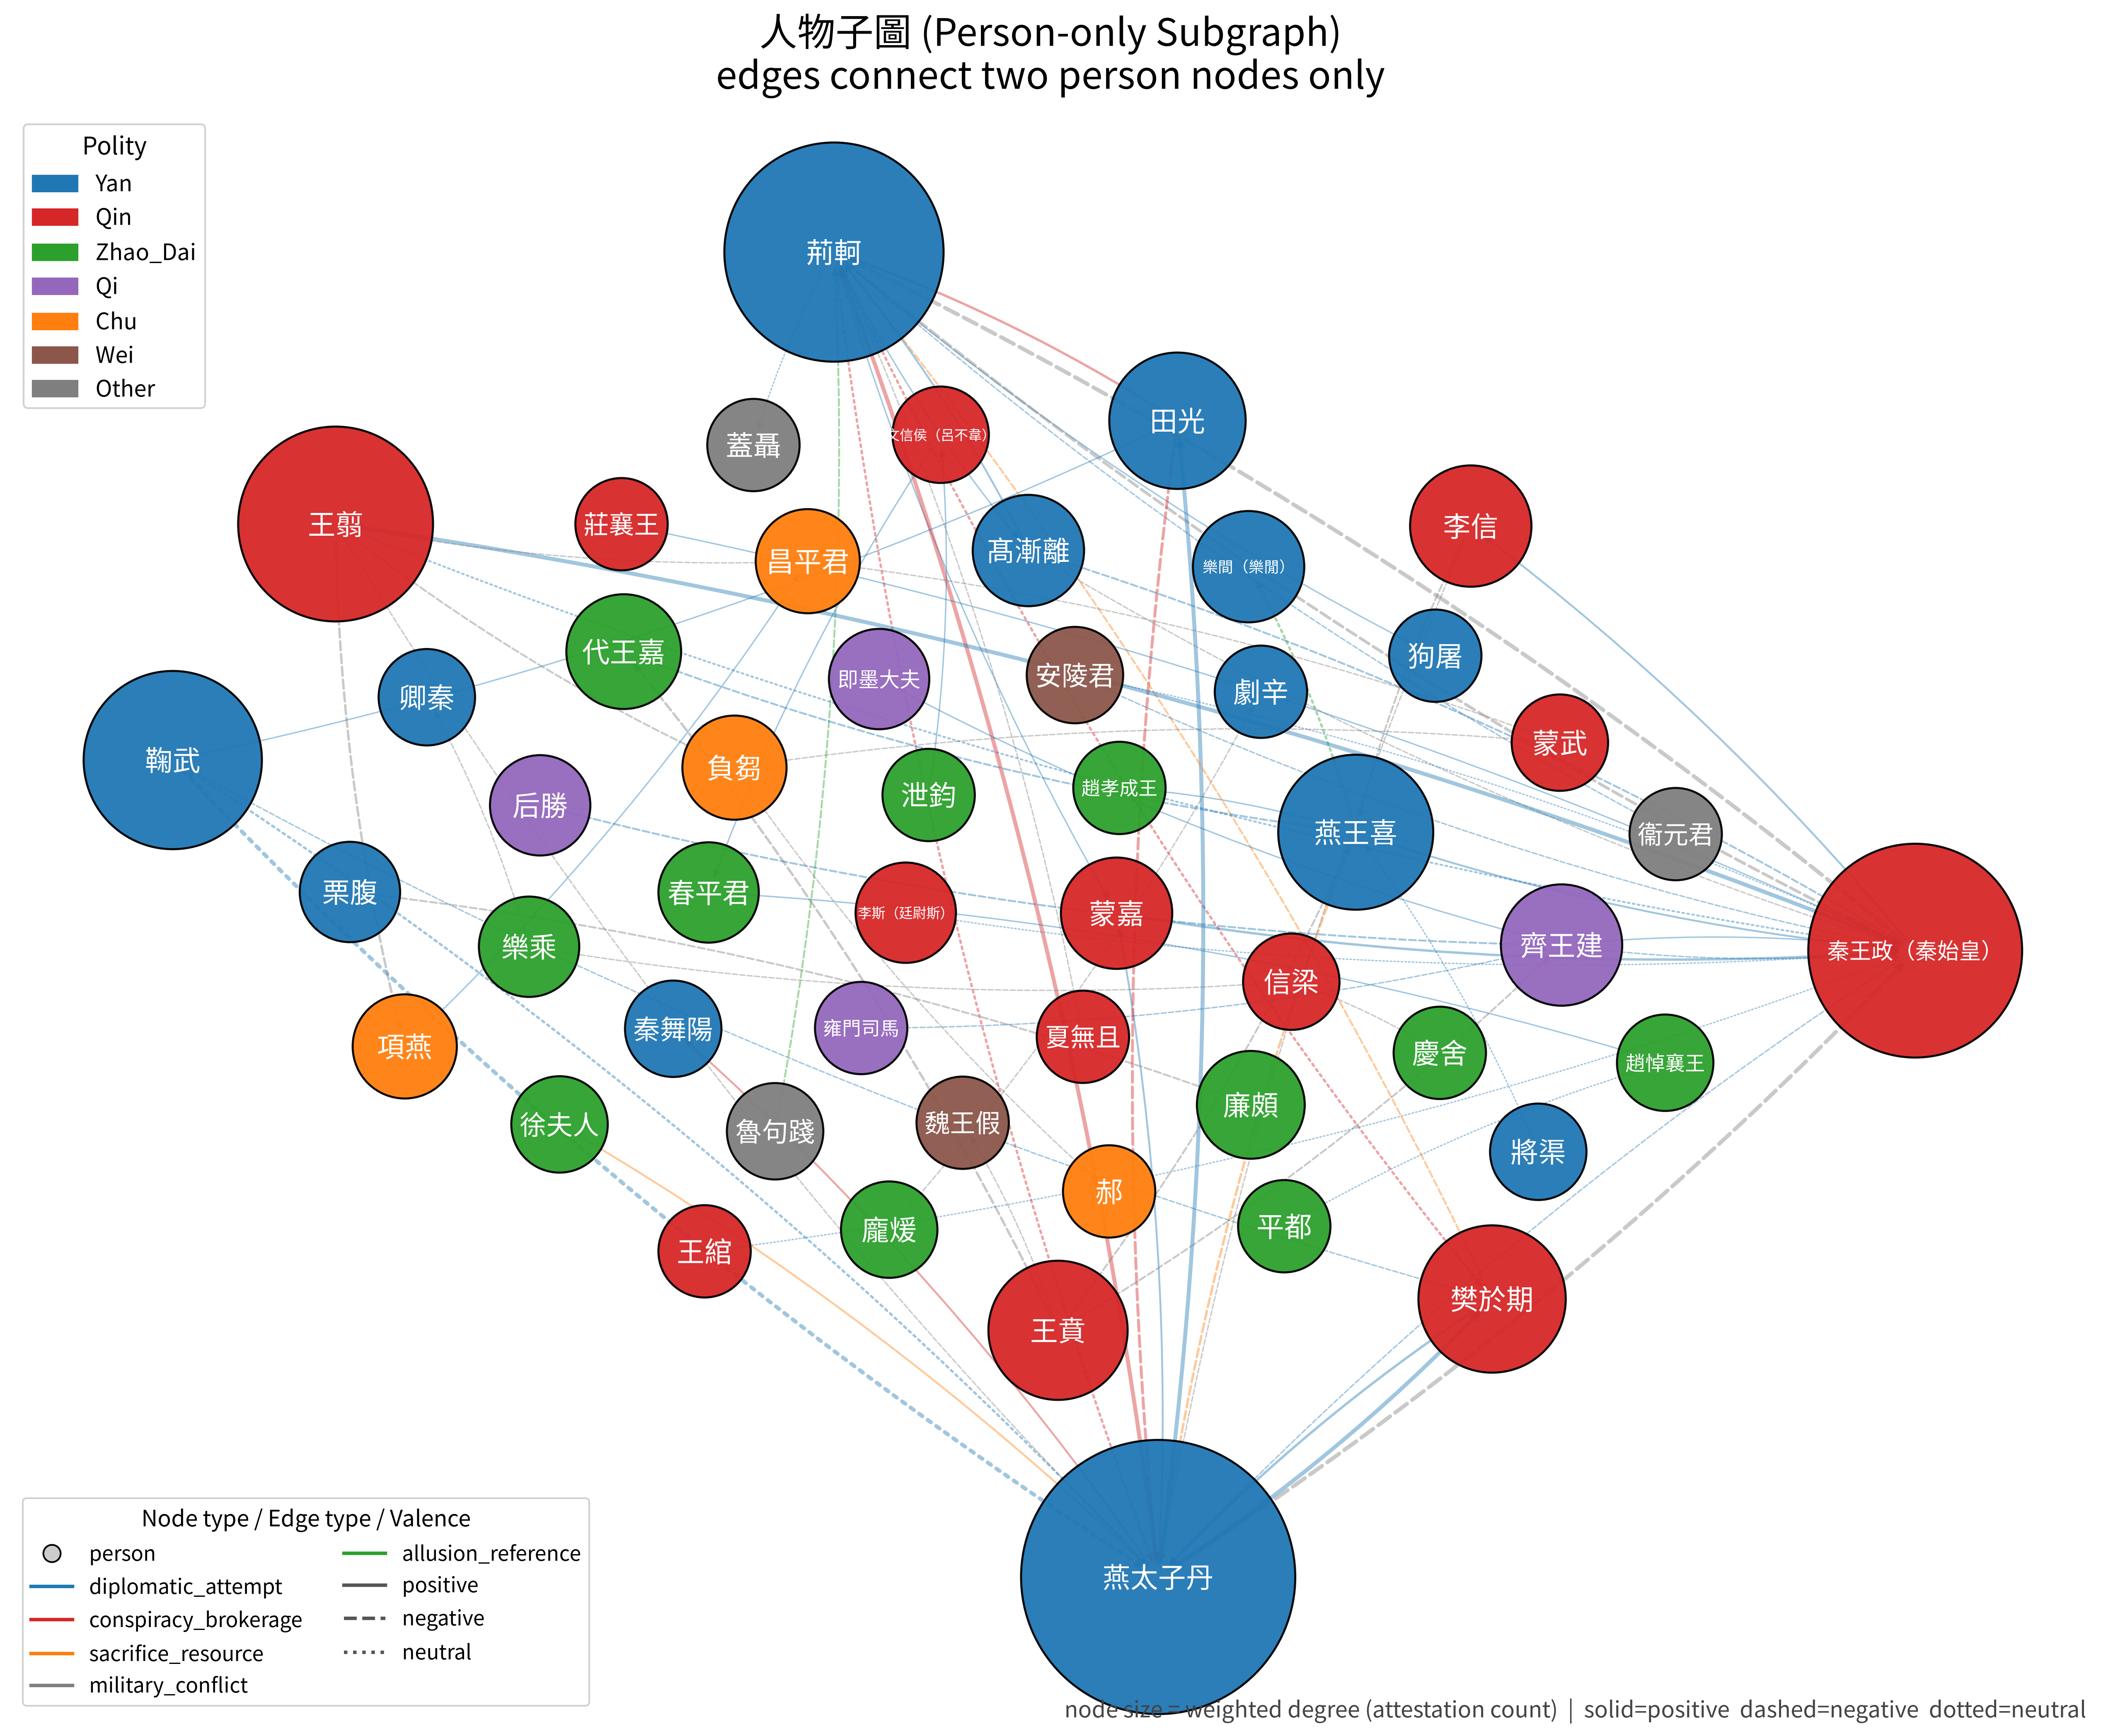 人物子圖 (Person-only Subgraph)
edges connect two person nodes only
Polity
Yan
Qin
Zhao_Dai
Qi
Chu
Wei
Other
荊軻
田光
蓋聶
文信侯（呂不韋）
王翦
莊襄王
昌平君
髙漸離
樂間（樂閒）
李信
代王嘉
狗屠
卿秦
即墨大夫
安陵君
劇辛
蒙武
鞠武
負芻
后勝
泄鈞
趙孝成王
燕王喜
衞元君
栗腹
春平君
李斯（廷尉斯）
蒙嘉
樂乘
齊王建
秦王政（秦始皇）
信梁
項燕
秦舞陽
雍門司馬
夏無且
慶舍
趙悼襄王
廉頗
徐夫人
魯句踐
魏王假
將渠
郝
王綰
龐煖
平都
王賁
樊於期
燕太子丹
Node type / Edge type / Valence
person
diplomatic_attempt
conspiracy_brokerage
sacrifice_resource
military_conflict
allusion_reference
positive
negative
neutral
node size = weighted degree (attestation count) | solid=positive dashed=negative dotted=neutral